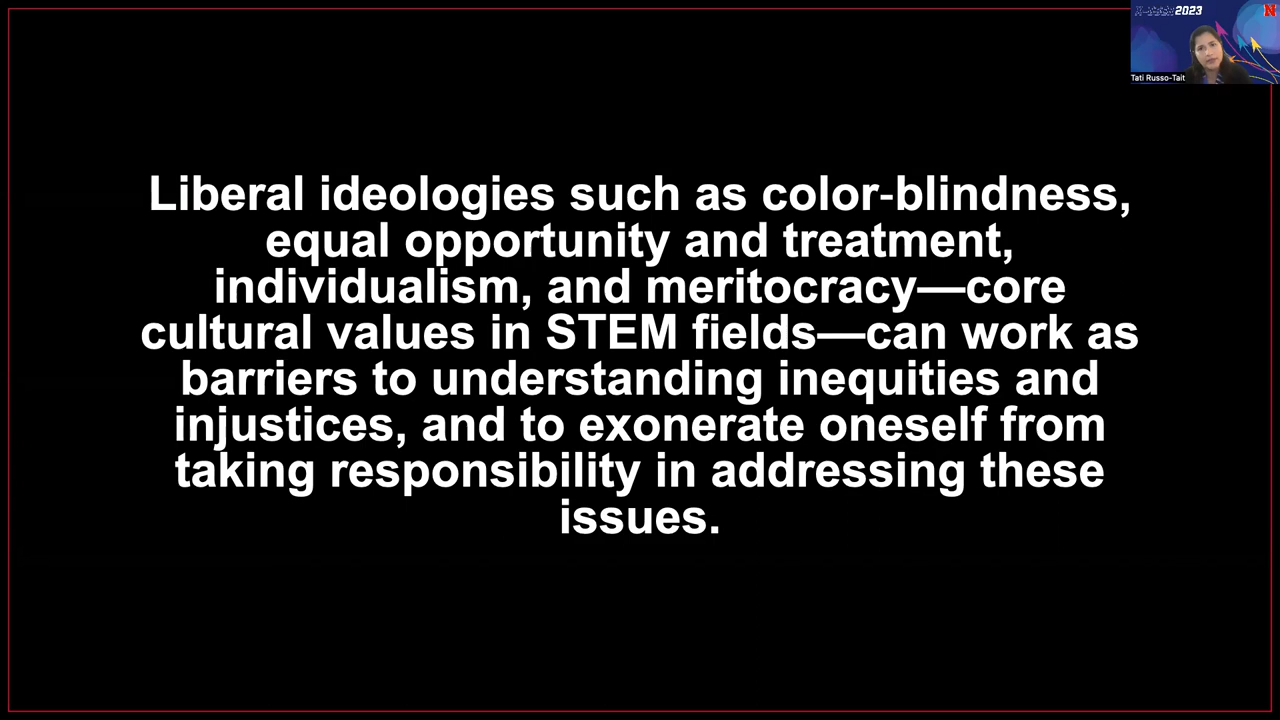 2023
N
Tati Russo-Tait
Liberal ideologies such as color-blindness,
equal opportunity and treatment,
individualism, and meritocracy—core
cultural values in STEM fields—can work as
barriers to understanding inequities and
injustices, and to exonerate oneself from
taking responsibility in addressing these
issues.